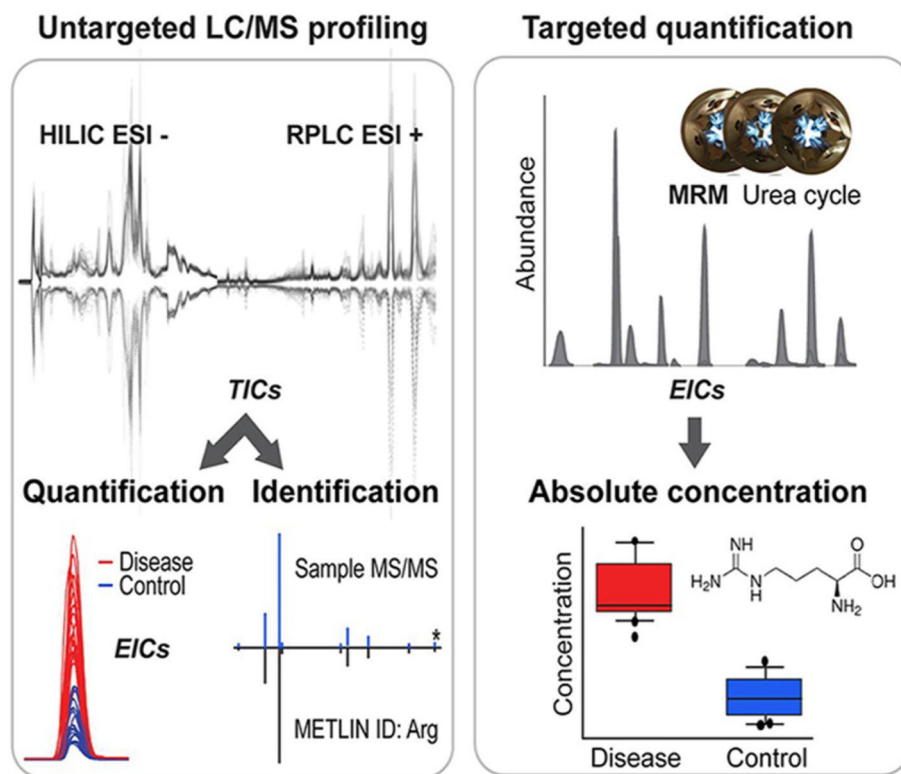 Untargeted LC/MS profiling
HILIC ESI -
RPLC ESI +
TICs
Quantification
Identification
Disease
Control
EICs
Sample MS/MS
*
METLIN ID: Arg
Targeted quantification
MRM Urea cycle
Abundance
EICs
Absolute concentration
Concentration
NH
H₂N
N
H
O
OH
NH₂
Disease
Control